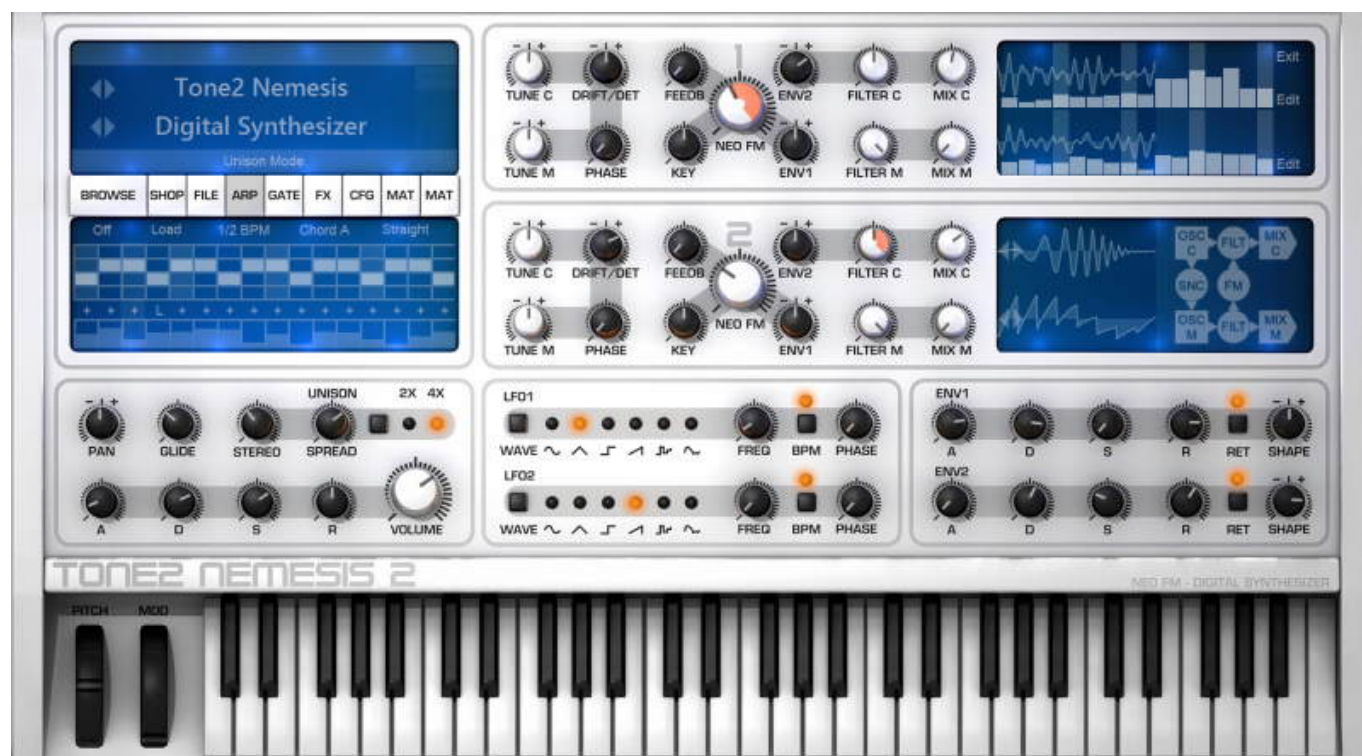 Tone2 Nemesis
Digital Synthesizer
Unison Mode
BROWSE SHOP FILE ARP GATE FX CFG MAT MAT
Off Load 1/2 BPM Chord A Straight
+ + + L + + + + + + + + + + + +
1
TUNE C DRIFT/DET FEEDB ENV2 FILTER C MIX C
NEO FM
TUNE M PHASE KEY ENV1 FILTER M MIX M
Exit
Edit
Edit
2
TUNE C DRIFT/DET FEEDB ENV2 FILTER C MIX C
NEO FM
TUNE M PHASE KEY ENV1 FILTER M MIX M
OSC C FILT MIX C
SNC FM
OSC M FILT MIX M
UNISON 2X 4X
PAN GLIDE STEREO SPREAD
A D S R VOLUME
LFO1
WAVE FREQ BPM PHASE
LFO2
WAVE FREQ BPM PHASE
ENV1
A D S R RET SHAPE
ENV2
A D S R RET SHAPE
TONE2 NEMESIS 2
NEO FM - DIGITAL SYNTHESIZER
PITCH MOD